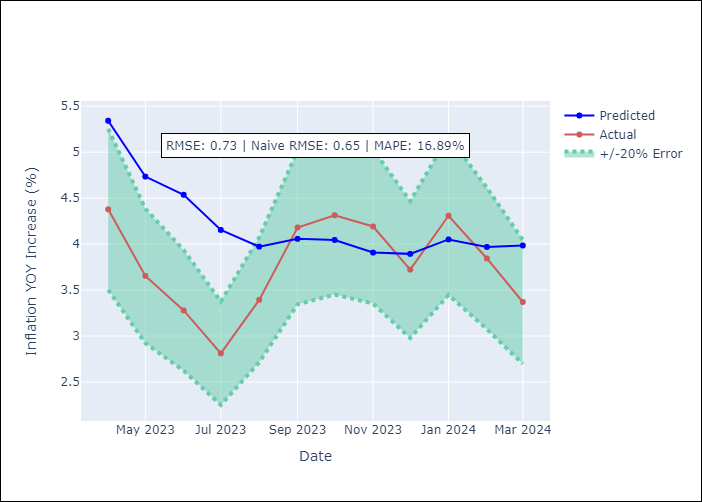 RMSE: 0.73 | Naive RMSE: 0.65 | MAPE: 16.89%
Predicted
Actual
+/-20% Error
Inflation YOY Increase (%)
5.5
5
4.5
4
3.5
3
2.5
May 2023
Jul 2023
Sep 2023
Nov 2023
Jan 2024
Mar 2024
Date